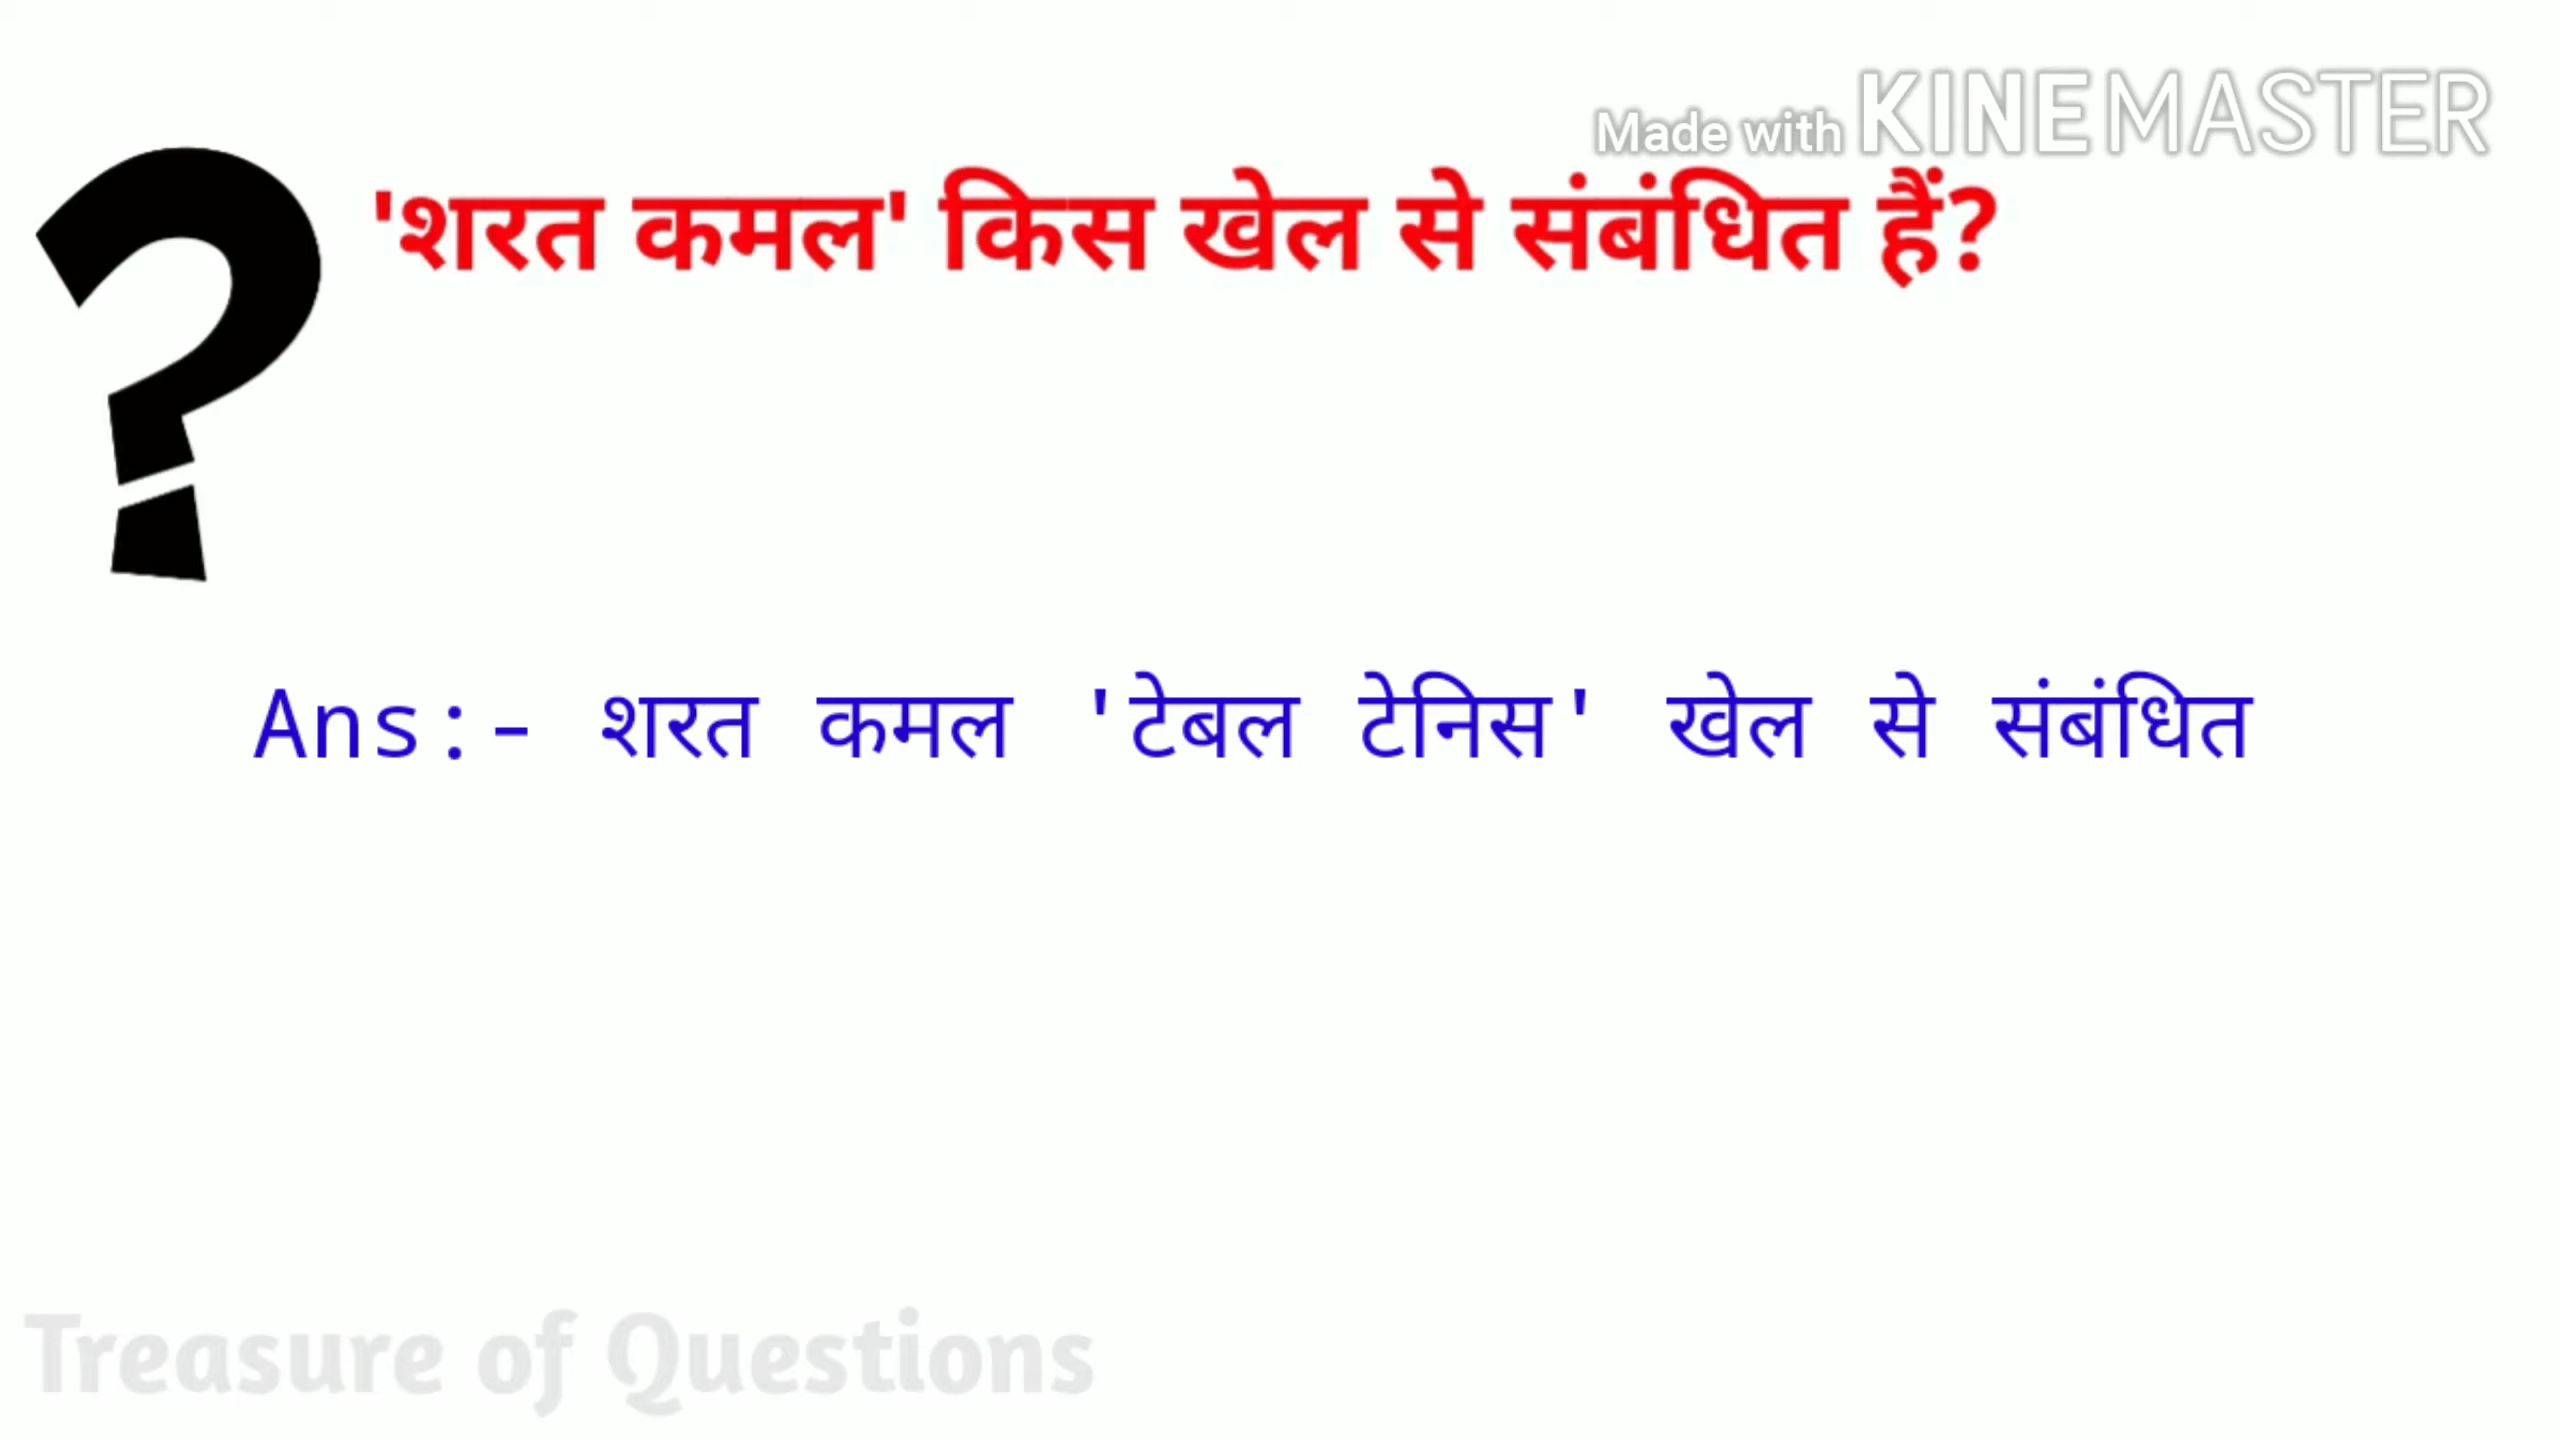 Made with KINEMASTER
'शरत कमल' किस खेल से संबंधित हैं?
Ans:- शरत कमल 'टेबल टेनिस' खेल से संबंधित
Treasure of Questions